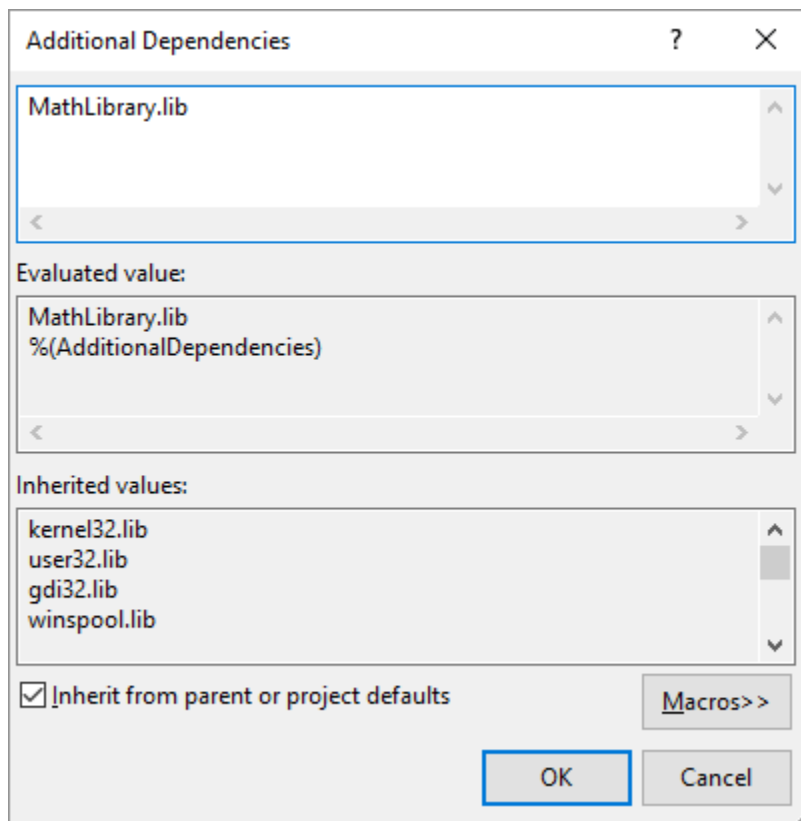 Additional Dependencies
MathLibrary.lib
Evaluated value:
MathLibrary.lib
%(AdditionalDependencies)
Inherited values:
kernel32.lib
user32.lib
gdi32.lib
winspool.lib
Inherit from parent or project defaults
Macros>>
OK Cancel